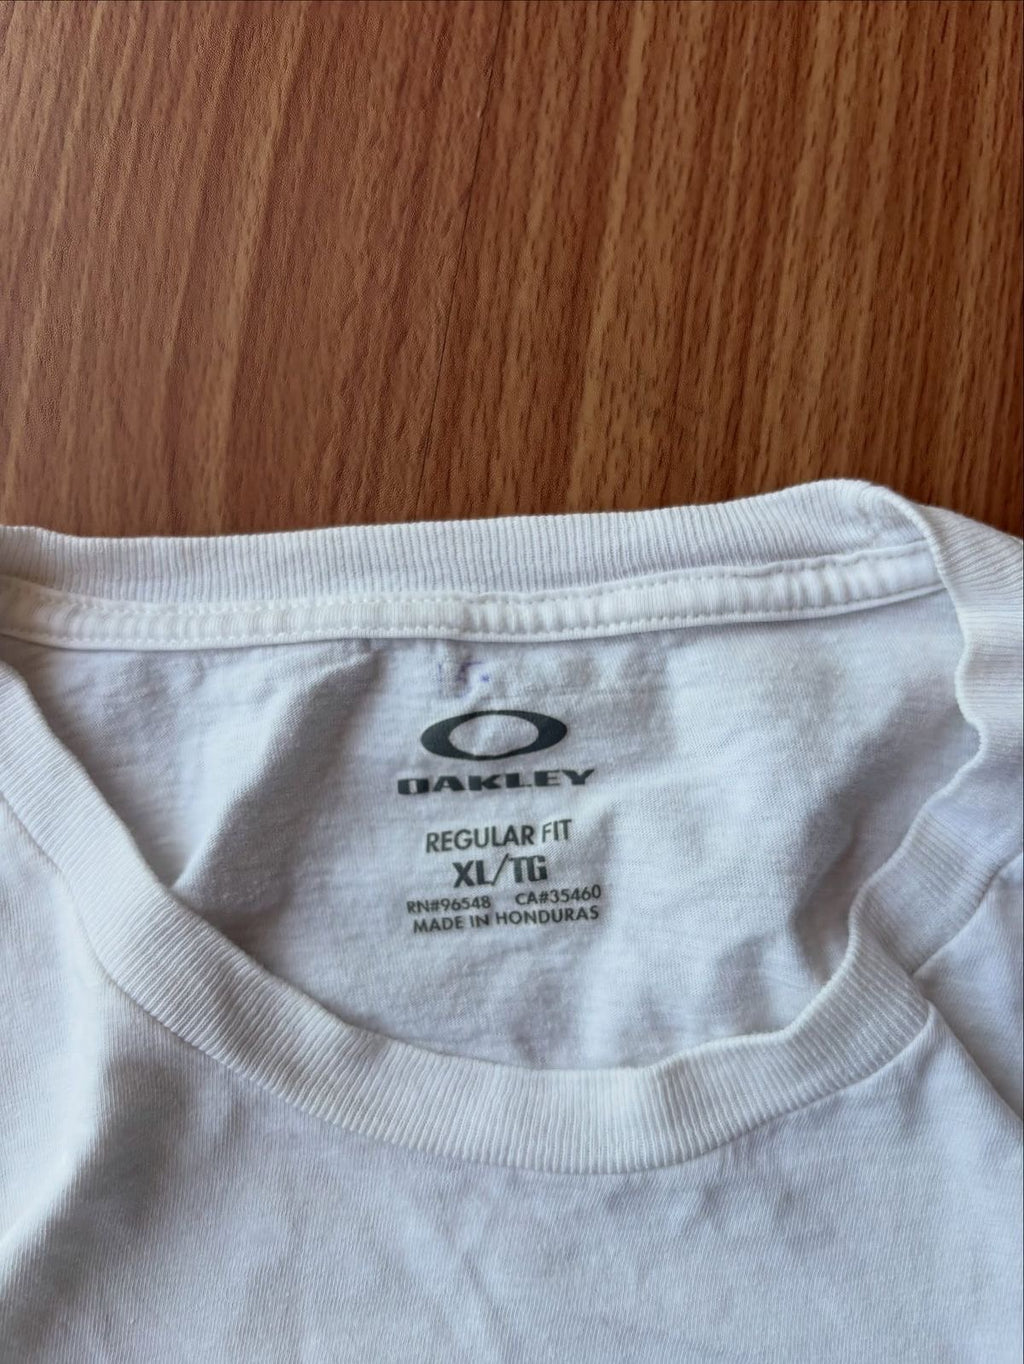 OAKLEY
REGULAR FIT
XL/TG
RN#96548 CA#35460
MADE IN HONDURAS